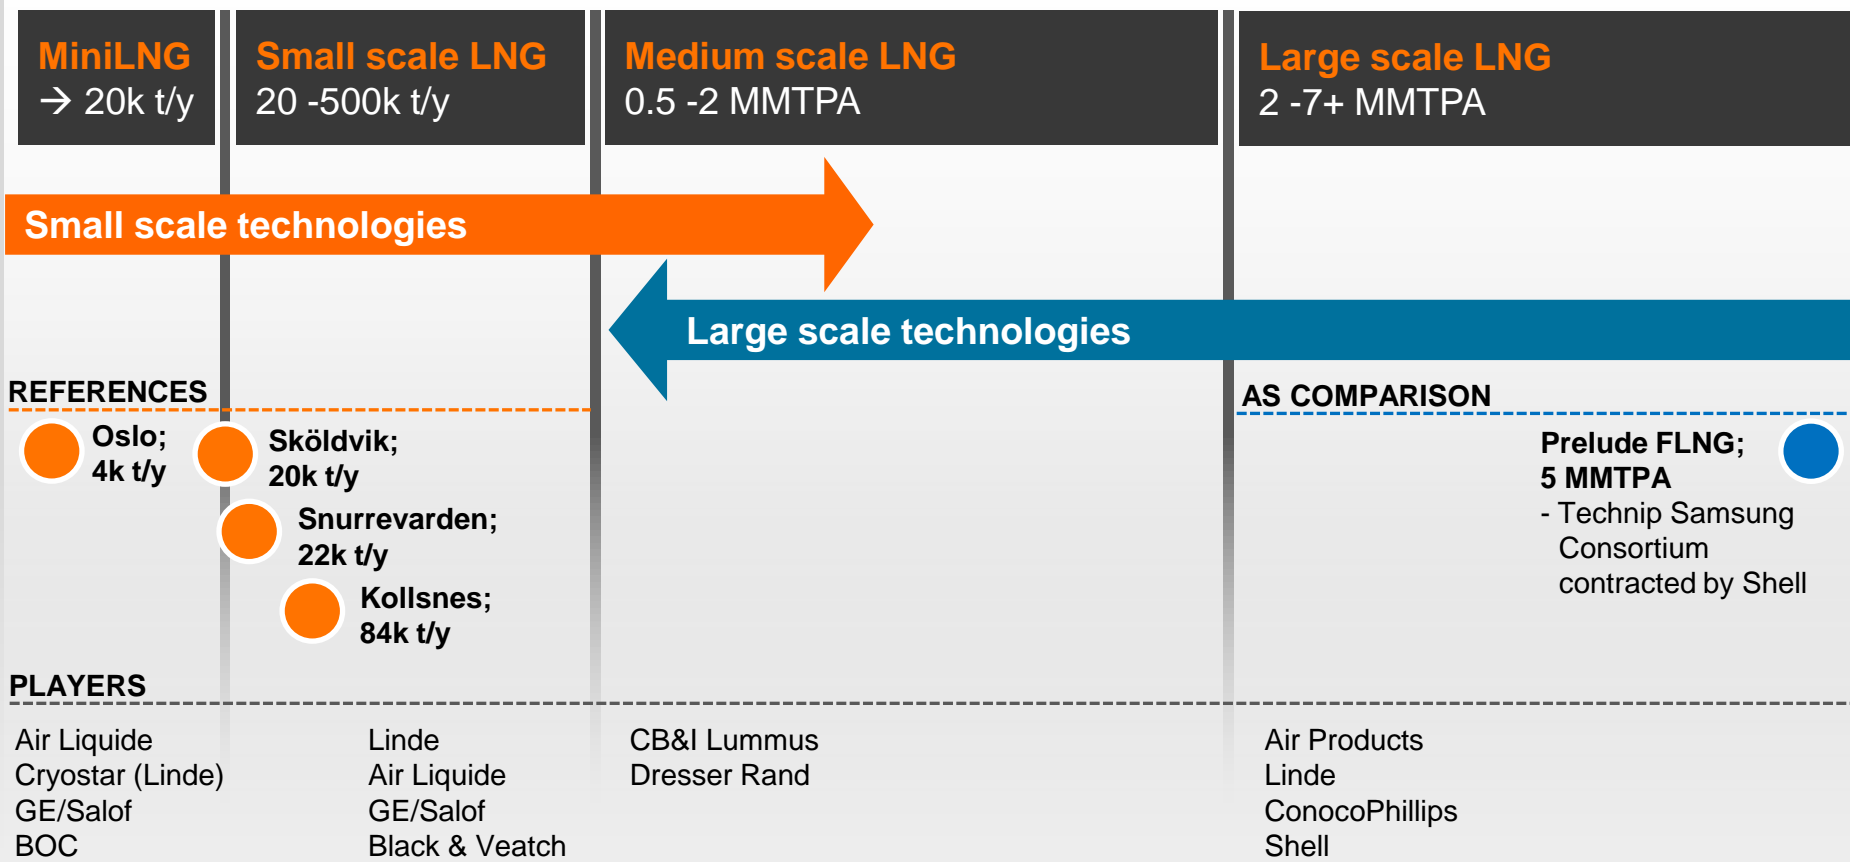 MiniLNG
→ 20k t/y
Small scale LNG
20 -500k t/y
Medium scale LNG
0.5 -2 MMTPA
Large scale LNG
2 -7+ MMTPA
Small scale technologies
Large scale technologies
REFERENCES
Oslo;
4k t/y
Sköldvik;
20k t/y
Snurrevarden;
22k t/y
Kollsnes;
84k t/y
AS COMPARISON
Prelude FLNG;
5 MMTPA
- Technip Samsung
Consortium
contracted by Shell
PLAYERS
Air Liquide
Cryostar (Linde)
GE/Salof
BOC
Linde
Air Liquide
GE/Salof
Black & Veatch
CB&I Lummus
Dresser Rand
Air Products
Linde
ConocoPhillips
Shell